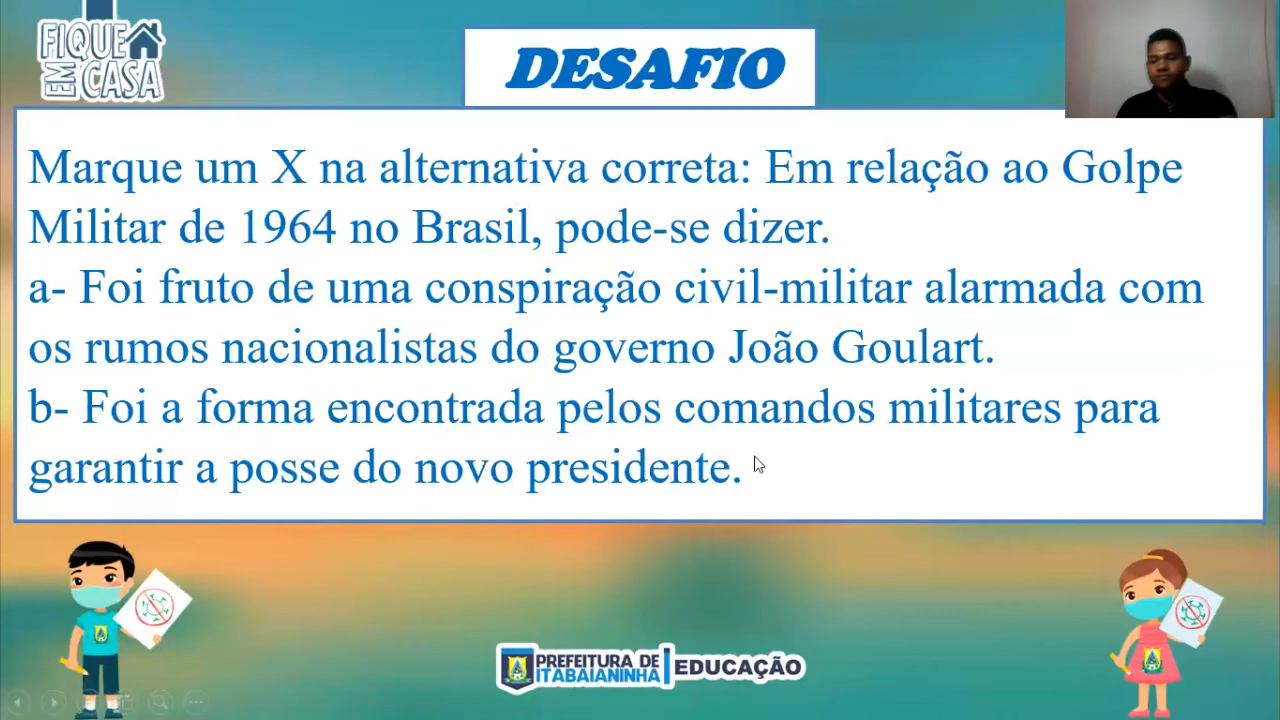 FIQUE
EM CASA
DESAFIO
Marque um X na alternativa correta: Em relação ao Golpe
Militar de 1964 no Brasil, pode-se dizer.
a- Foi fruto de uma conspiração civil-militar alarmada com
os rumos nacionalistas do governo João Goulart.
b- Foi a forma encontrada pelos comandos militares para
garantir a posse do novo presidente.
PREFEITURA DE
ITABAIANINHA
EDUCAÇÃO